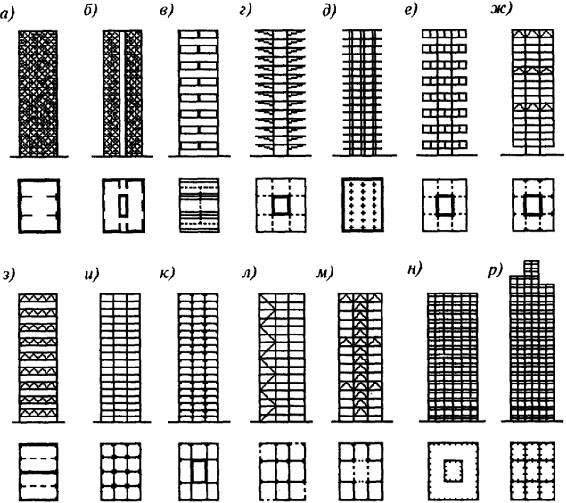 а) б) в) г) д) е) ж)
з) и) к) л) м) н) р)